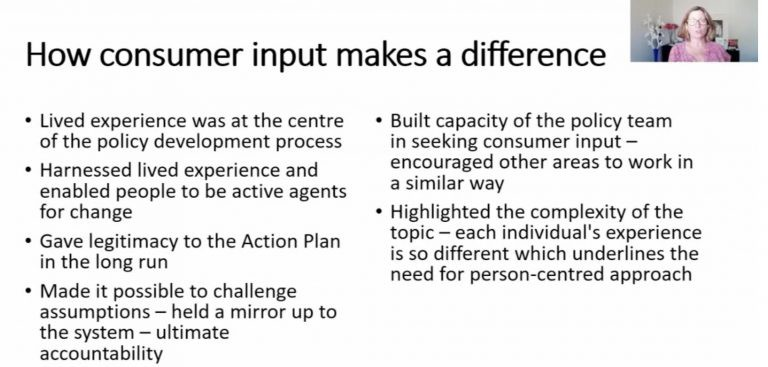 How consumer input makes a difference
• Lived experience was at the centre
of the policy development process
• Harnessed lived experience and
enabled people to be active agents
for change
• Gave legitimacy to the Action Plan
in the long run
• Made it possible to challenge
assumptions – held a mirror up to
the system – ultimate
accountability
• Built capacity of the policy team
in seeking consumer input –
encouraged other areas to work in
a similar way
• Highlighted the complexity of the
topic – each individual's experience
is so different which underlines the
need for person-centred approach